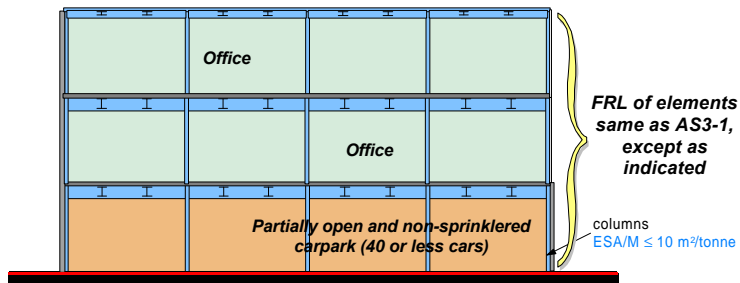 Office
FRL of elements
same as AS3-1,
except as
indicated
Office
Partially open and non-sprinklered
carpark (40 or less cars)
columns
ESA/M ≤ 10 m²/tonne